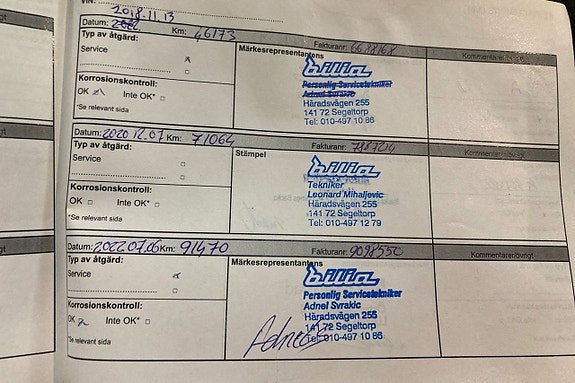 VIN:
2018.11.13
Datum: Km: 46173 Fakturanr: 6688168 Kommentarer/övrigt
Typ av åtgärd: Märkesrepresentantens
Service
bilia
Personlig Servicetekniker
Adnel Svrakic
Korrosionskontroll:
OK Inte OK*
*Se relevant sida
Häradsvägen 255
141 72 Segeltorp
Tel: 010-497 10 86
Datum: 2020 12.07 Km: 71064 Fakturanr: Kommentarer/övrigt
Typ av åtgärd: Stämpel
Service
bilia
Tekniker
Leonard Mihaljevic
Korrosionskontroll:
OK Inte OK*
*Se relevant sida
Häradsvägen 255
141 72 Segeltorp
Tel: 010-497 12 79
Datum: 2022.07.06 Km: 91470 Fakturanr: 9098550 Kommentarer/övrigt
Typ av åtgärd: Märkesrepresentantens
Service
bilia
Personlig Servicetekniker
Adnel Svrakic
Korrosionskontroll:
OK Inte OK*
*Se relevant sida
Häradsvägen 255
141 72 Segeltorp
Tel: 010-497 10 86